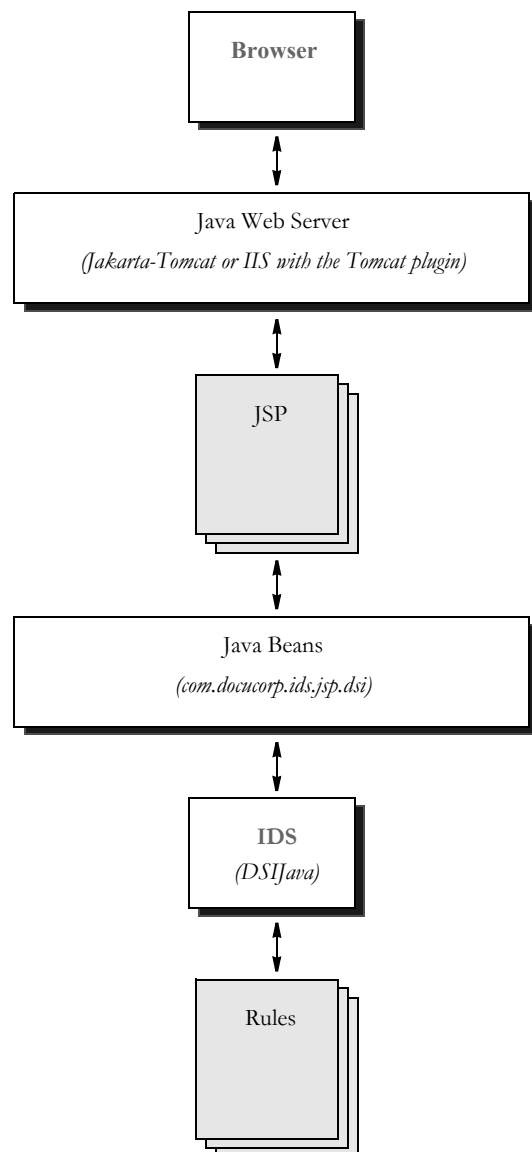 Browser
Java Web Server
(Jakarta-Tomcat or IIS with the Tomcat plugin)
JSP
Java Beans
(com.docucorp.ids.jsp.dsi)
IDS
(DSIJava)
Rules